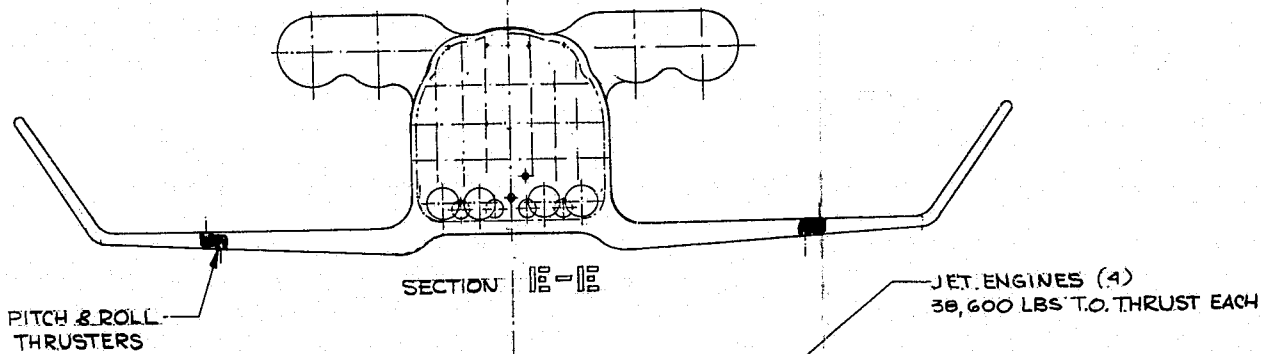 SECTION E-E
JET ENGINES (4)
38,600 LBS T.O. THRUST EACH
PITCH & ROLL
THRUSTERS